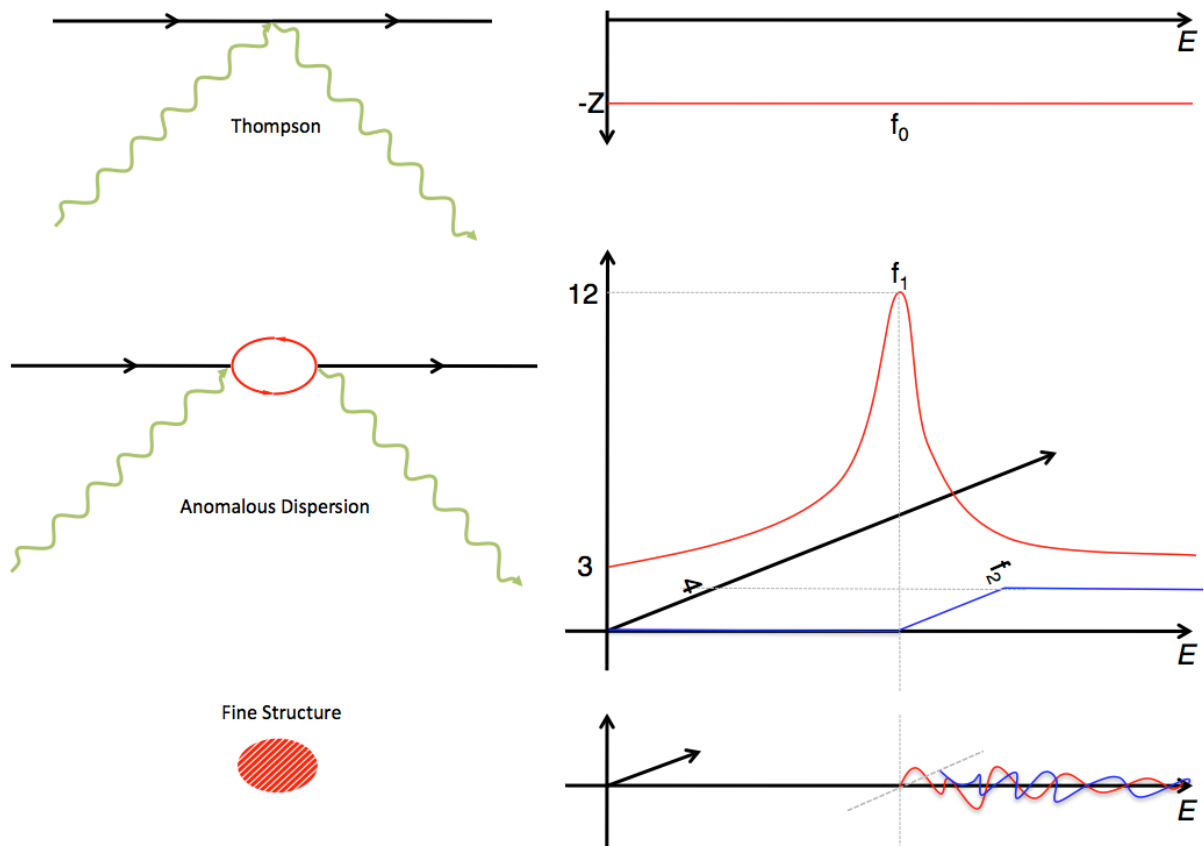 Thompson
E
-Z
f0
f1
12
Anomalous Dispersion
3
4
f2
E
Fine Structure
E